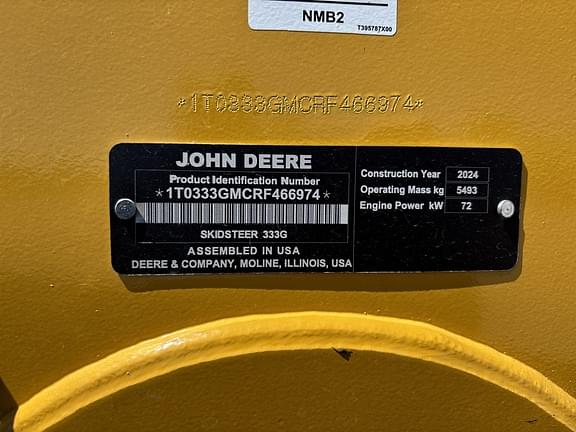 NMB2
T395787X00
*1T0333GMCRF466974*
JOHN DEERE
Product Identification Number
*1T0333GMCRF466974*
SKIDSTEER 333G
ASSEMBLED IN USA
DEERE & COMPANY, MOLINE, ILLINOIS, USA
Construction Year 2024
Operating Mass kg 5493
Engine Power kW 72